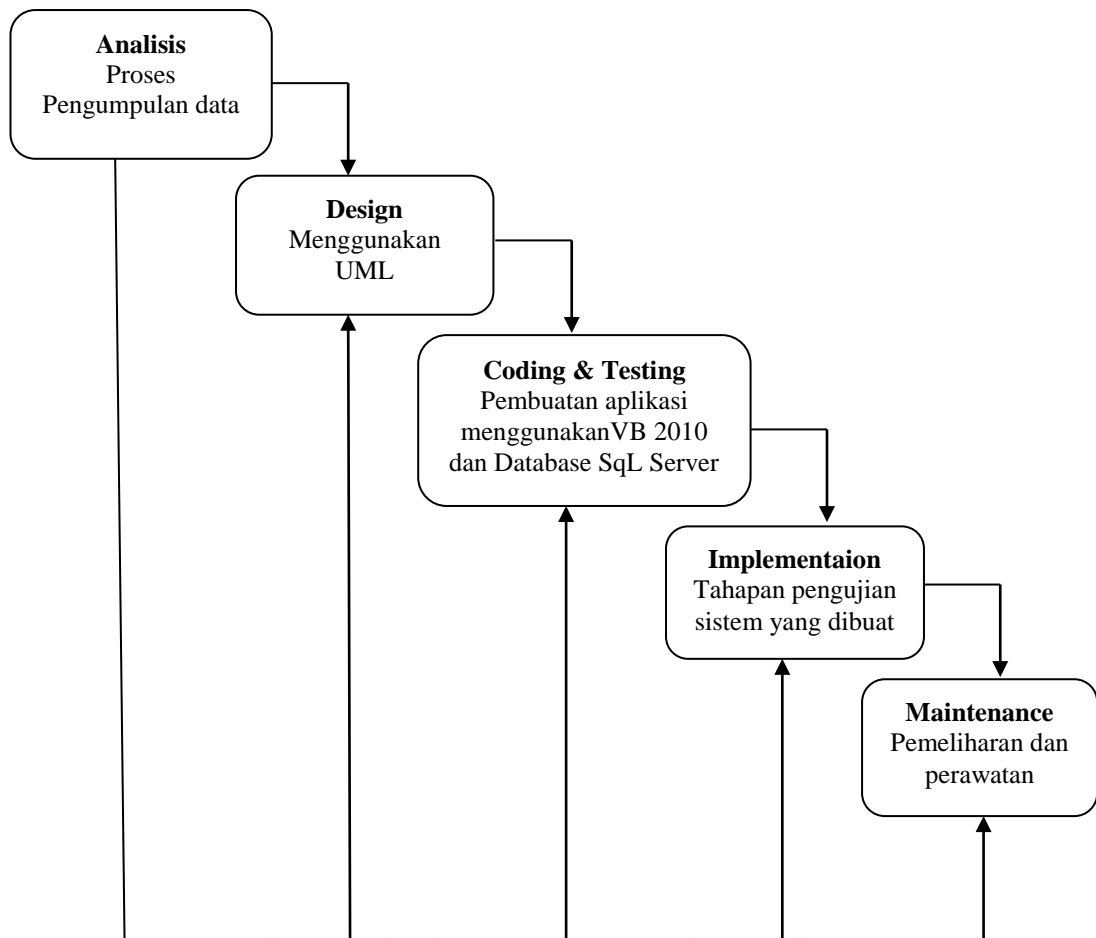 Analisis
Proses
Pengumpulan data
Design
Menggunakan
UML
Coding & Testing
Pembuatan aplikasi
menggunakanVB 2010
dan Database SqL Server
Implementaion
Tahapan pengujian
sistem yang dibuat
Maintenance
Pemeliharan dan
perawatan